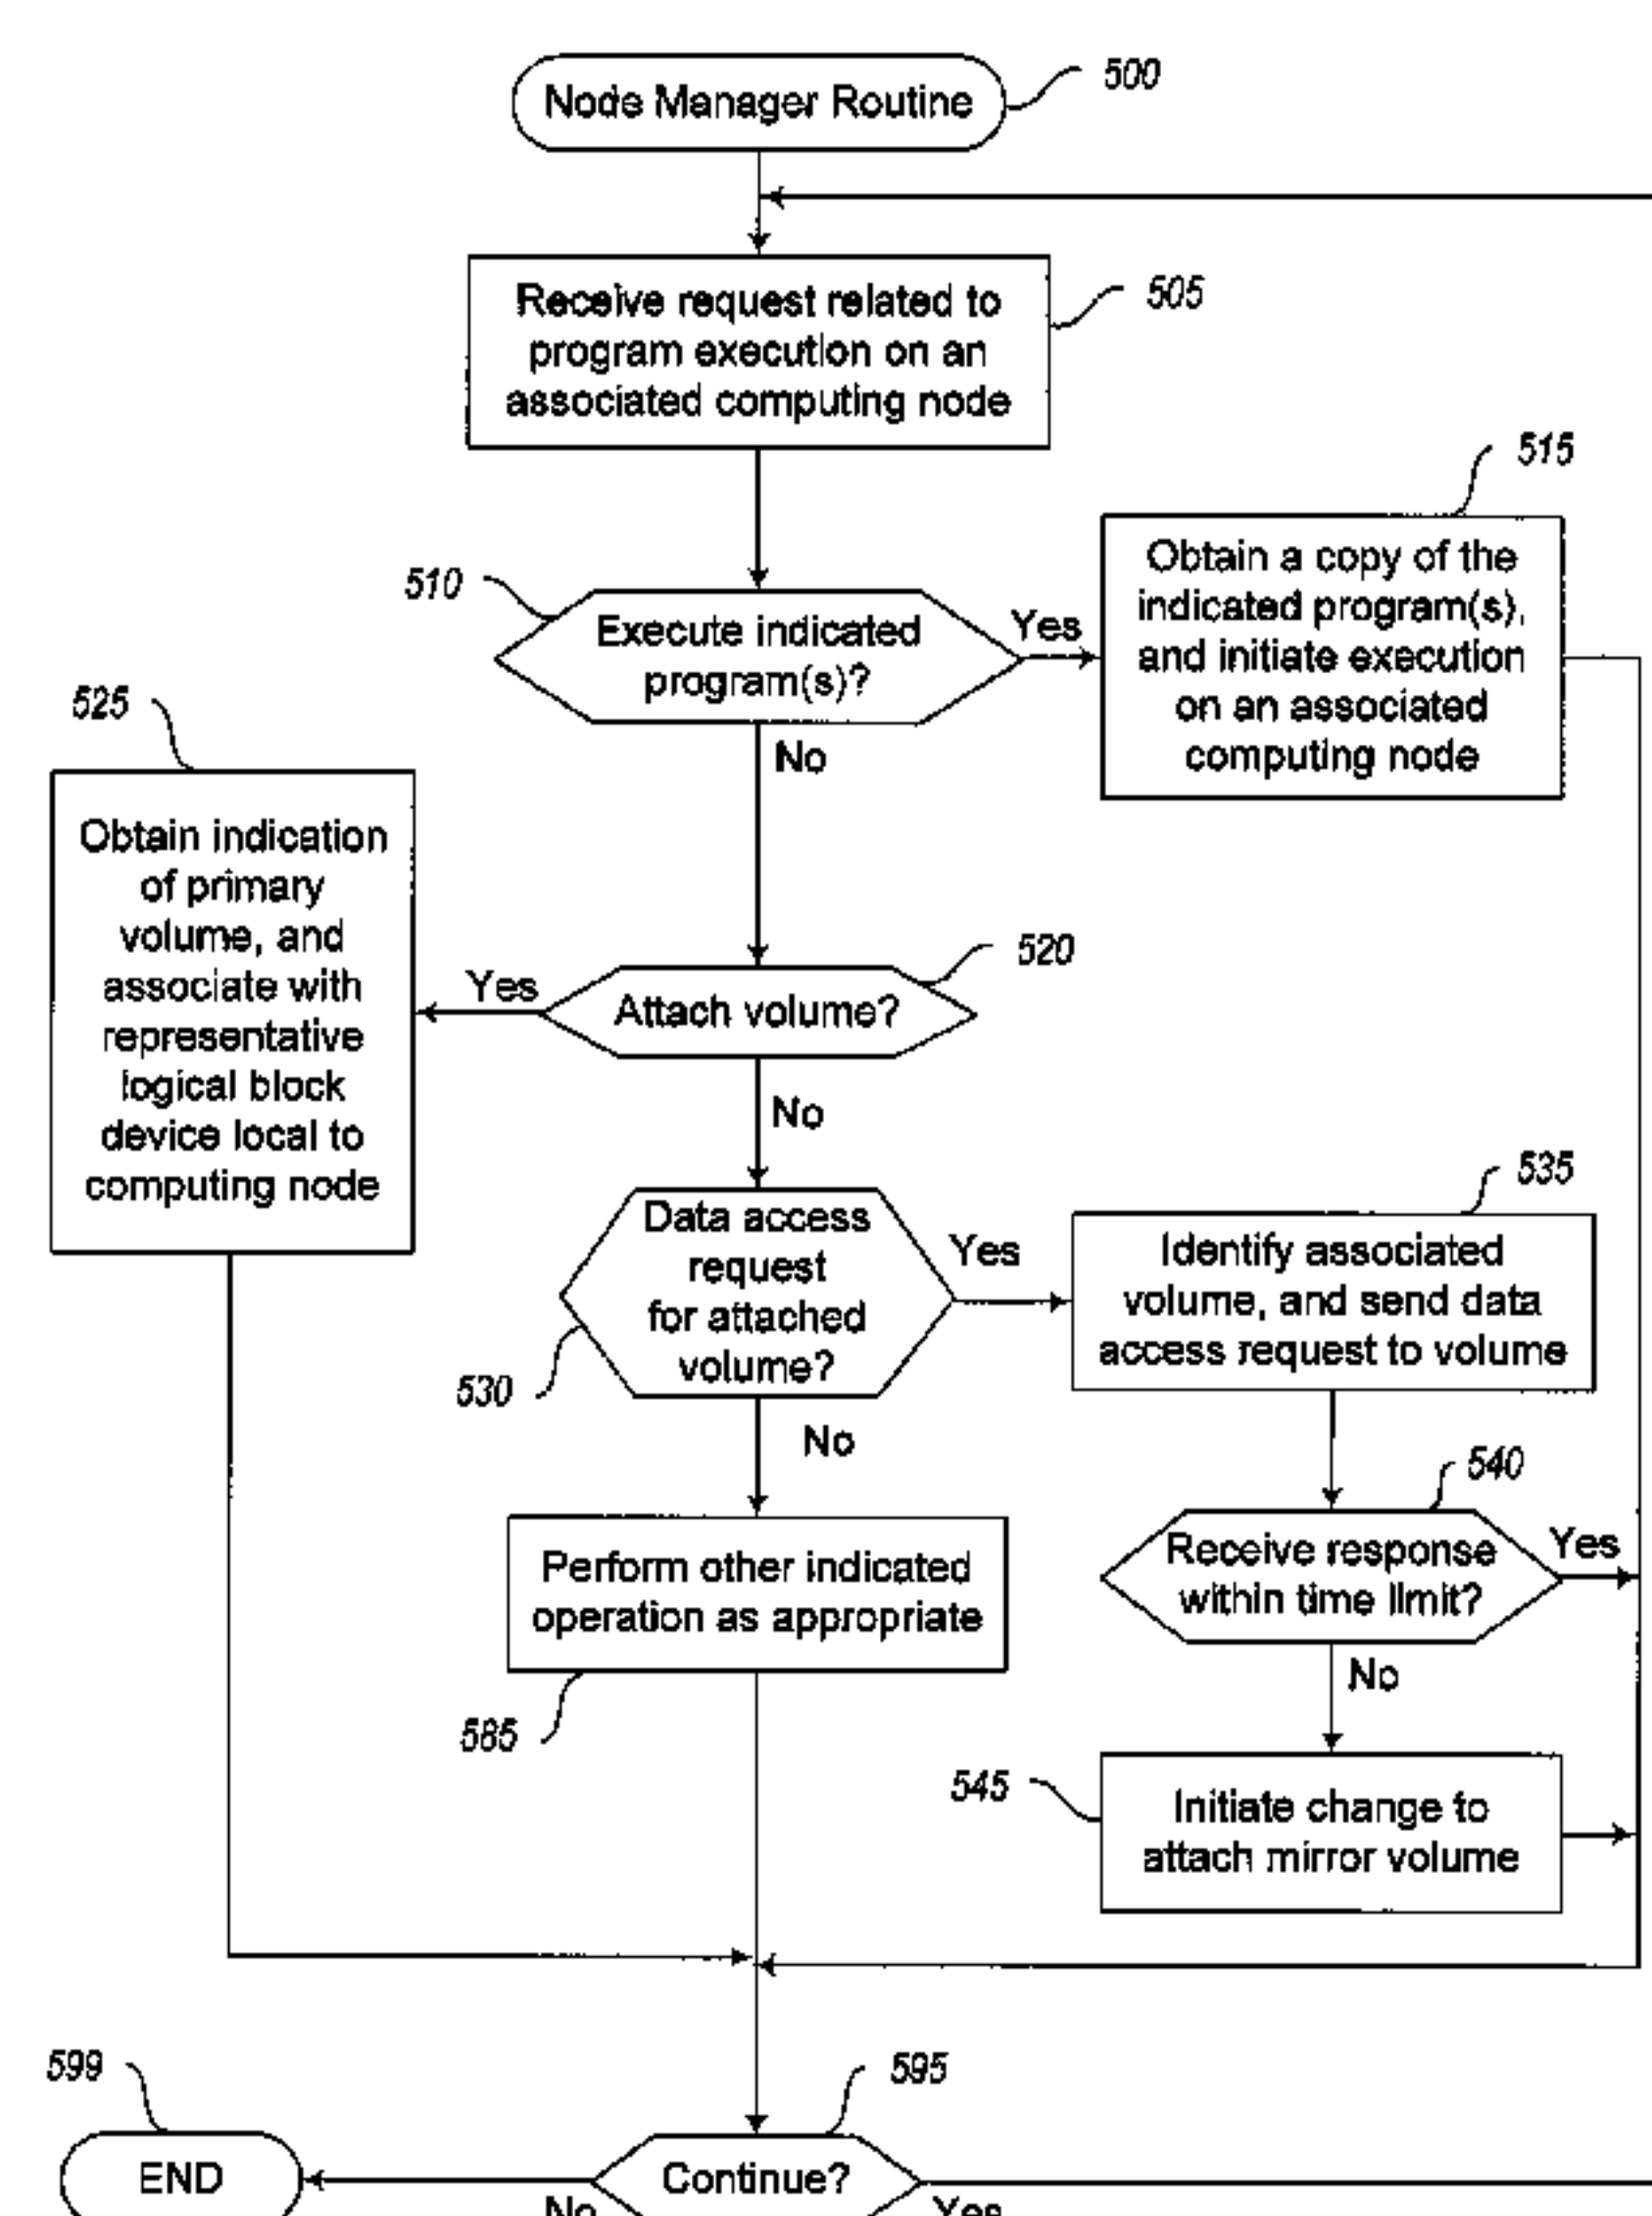 Node Manager Routine
500
Receive request related to
program execution on an
associated computing node
505
510
Execute indicated
program(s)?
Yes
No
515
Obtain a copy of the
indicated program(s),
and initiate execution
on an associated
computing node
525
Obtain indication
of primary
volume, and
associate with
representative
logical block
device local to
computing node
520
Attach volume?
Yes
No
Data access
request
for attached
volume?
530
Yes
No
535
Identify associated
volume, and send data
access request to volume
540
Receive response
within time limit?
Yes
No
Perform other indicated
operation as appropriate
585
545
Initiate change to
attach mirror volume
599
END
595
Continue?
No
Yes